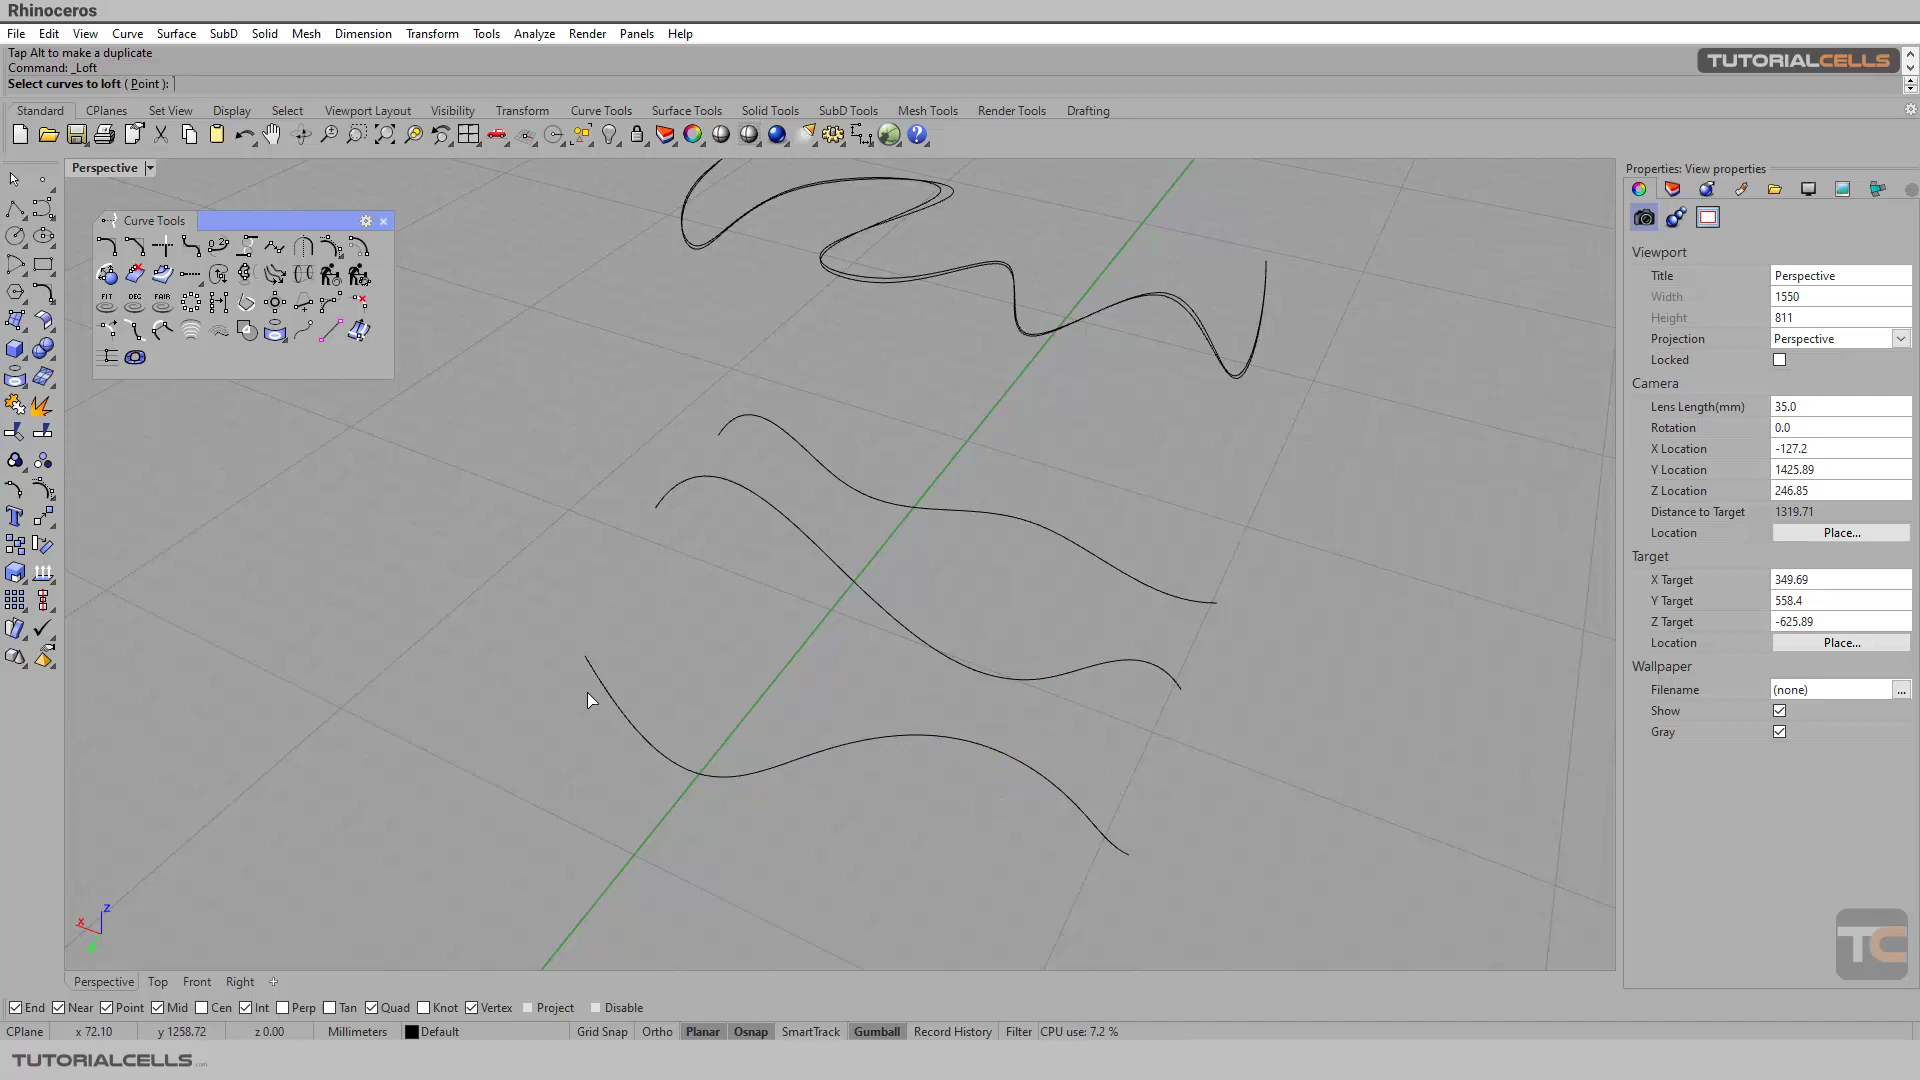 Rhinoceros
File Edit View Curve Surface SubD Solid Mesh Dimension Transform Tools Analyze Render Panels Help
Tap Alt to make a duplicate
Command: _Loft
TUTORIALCELLS
Select curves to loft ( Point ):
Standard CPlanes Set View Display Select Viewport Layout Visibility Transform Curve Tools Surface Tools Solid Tools SubD Tools Mesh Tools Render Tools Drafting
Perspective
Curve Tools
FIT DEG FAIR
Properties: View properties
Viewport
Title Perspective
Width 1550
Height 811
Projection Perspective
Locked
Camera
Lens Length(mm) 35.0
Rotation 0.0
X Location -127.2
Y Location 1425.89
Z Location 246.85
Distance to Target 1319.71
Location Place...
Target
X Target 349.69
Y Target 558.4
Z Target -625.89
Location Place...
Wallpaper
Filename (none) ...
Show
Gray
z
x
y
TC
Perspective Top Front Right
End Near Point Mid Cen Int Perp Tan Quad Knot Vertex Project Disable
CPlane x 72.10 y 1258.72 z 0.00 Millimeters Default Grid Snap Ortho Planar Osnap SmartTrack Gumball Record History Filter CPU use: 7.2 %
TUTORIALCELLS.com